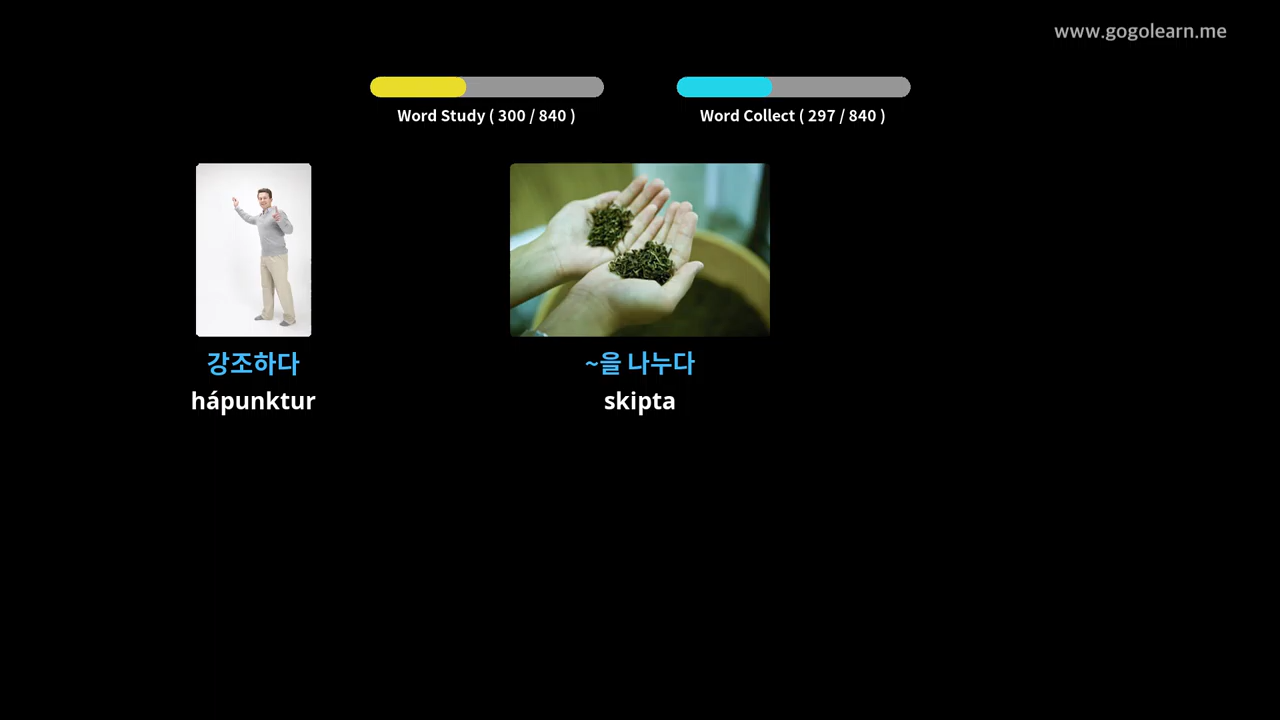 www.gogolearn.me
Word Study ( 300 / 840 )
Word Collect ( 297 / 840 )
강조하다
~을 나누다
hápunktur
skipta